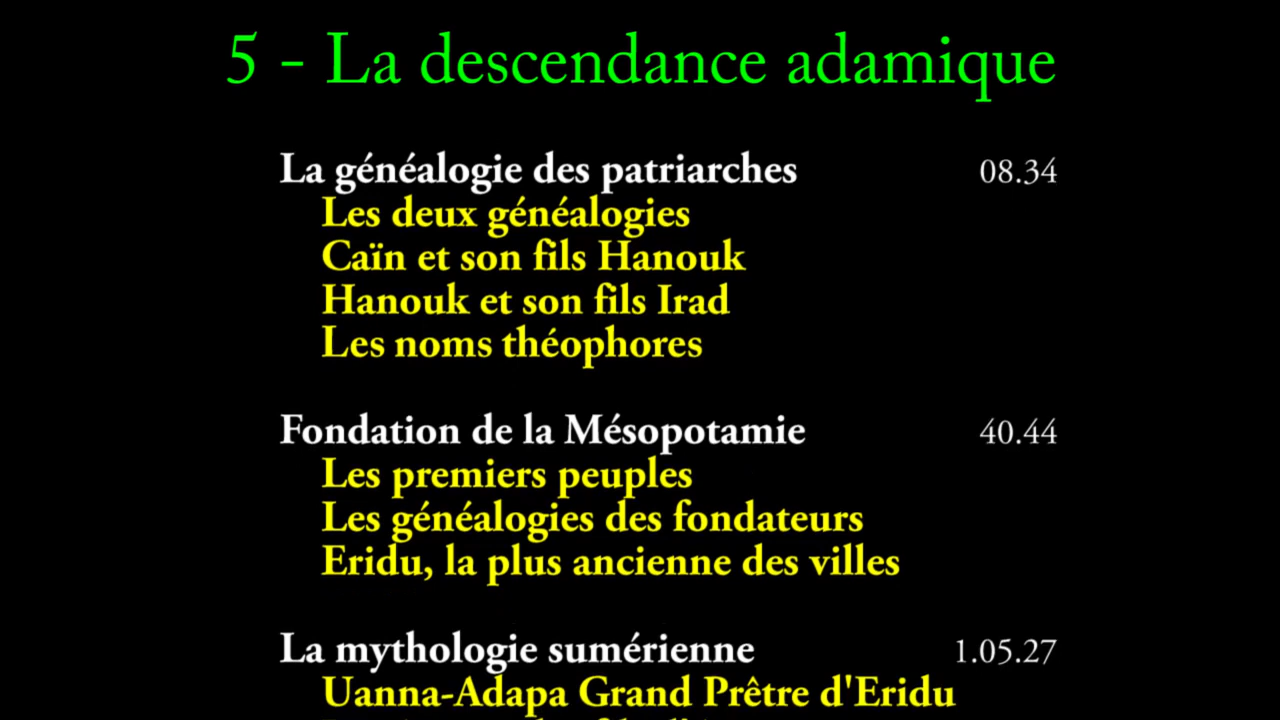 5 - La descendance adamique
La généalogie des patriarches 08.34
Les deux généalogies
Caïn et son fils Hanouk
Hanouk et son fils Irad
Les noms théophores
Fondation de la Mésopotamie 40.44
Les premiers peuples
Les généalogies des fondateurs
Eridu, la plus ancienne des villes
La mythologie sumérienne 1.05.27
Uanna-Adapa Grand Prêtre d'Eridu